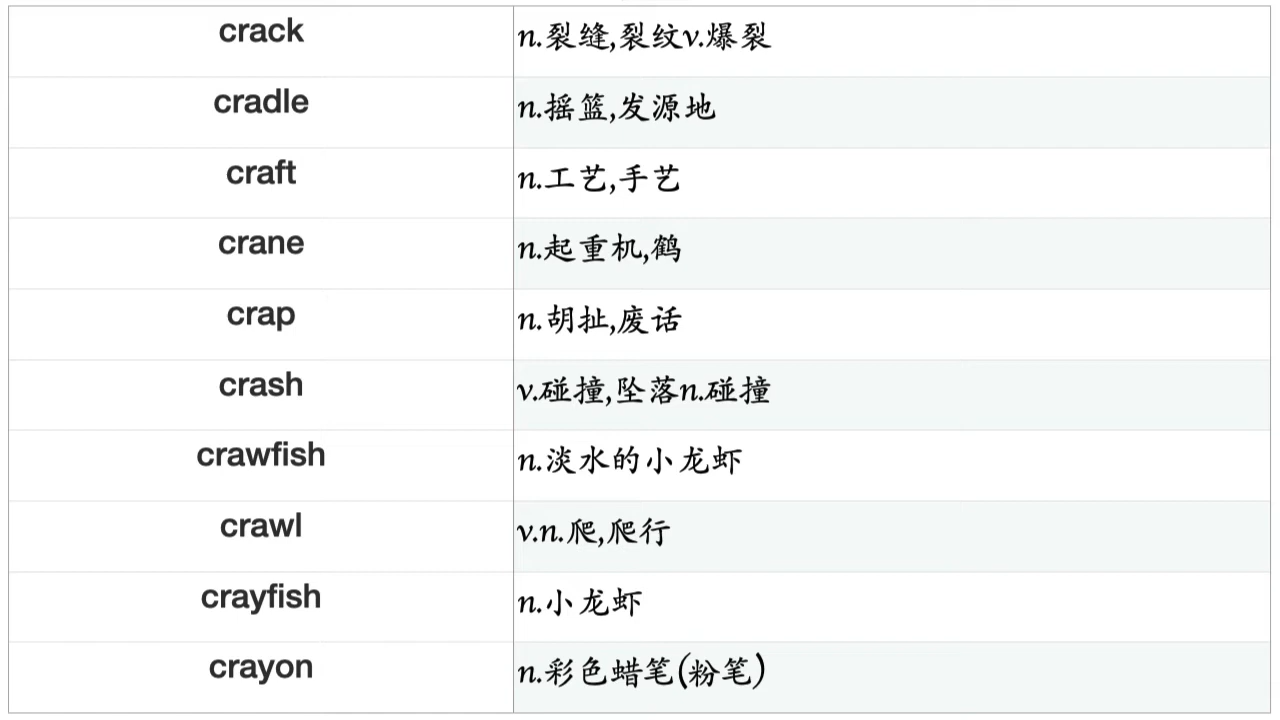 crack n.裂缝,裂纹v.爆裂
cradle n.摇篮,发源地
craft n.工艺,手艺
crane n.起重机,鹤
crap n.胡扯,废话
crash v.碰撞,坠落n.碰撞
crawfish n.淡水的小龙虾
crawl v.n.爬,爬行
crayfish n.小龙虾
crayon n.彩色蜡笔(粉笔)